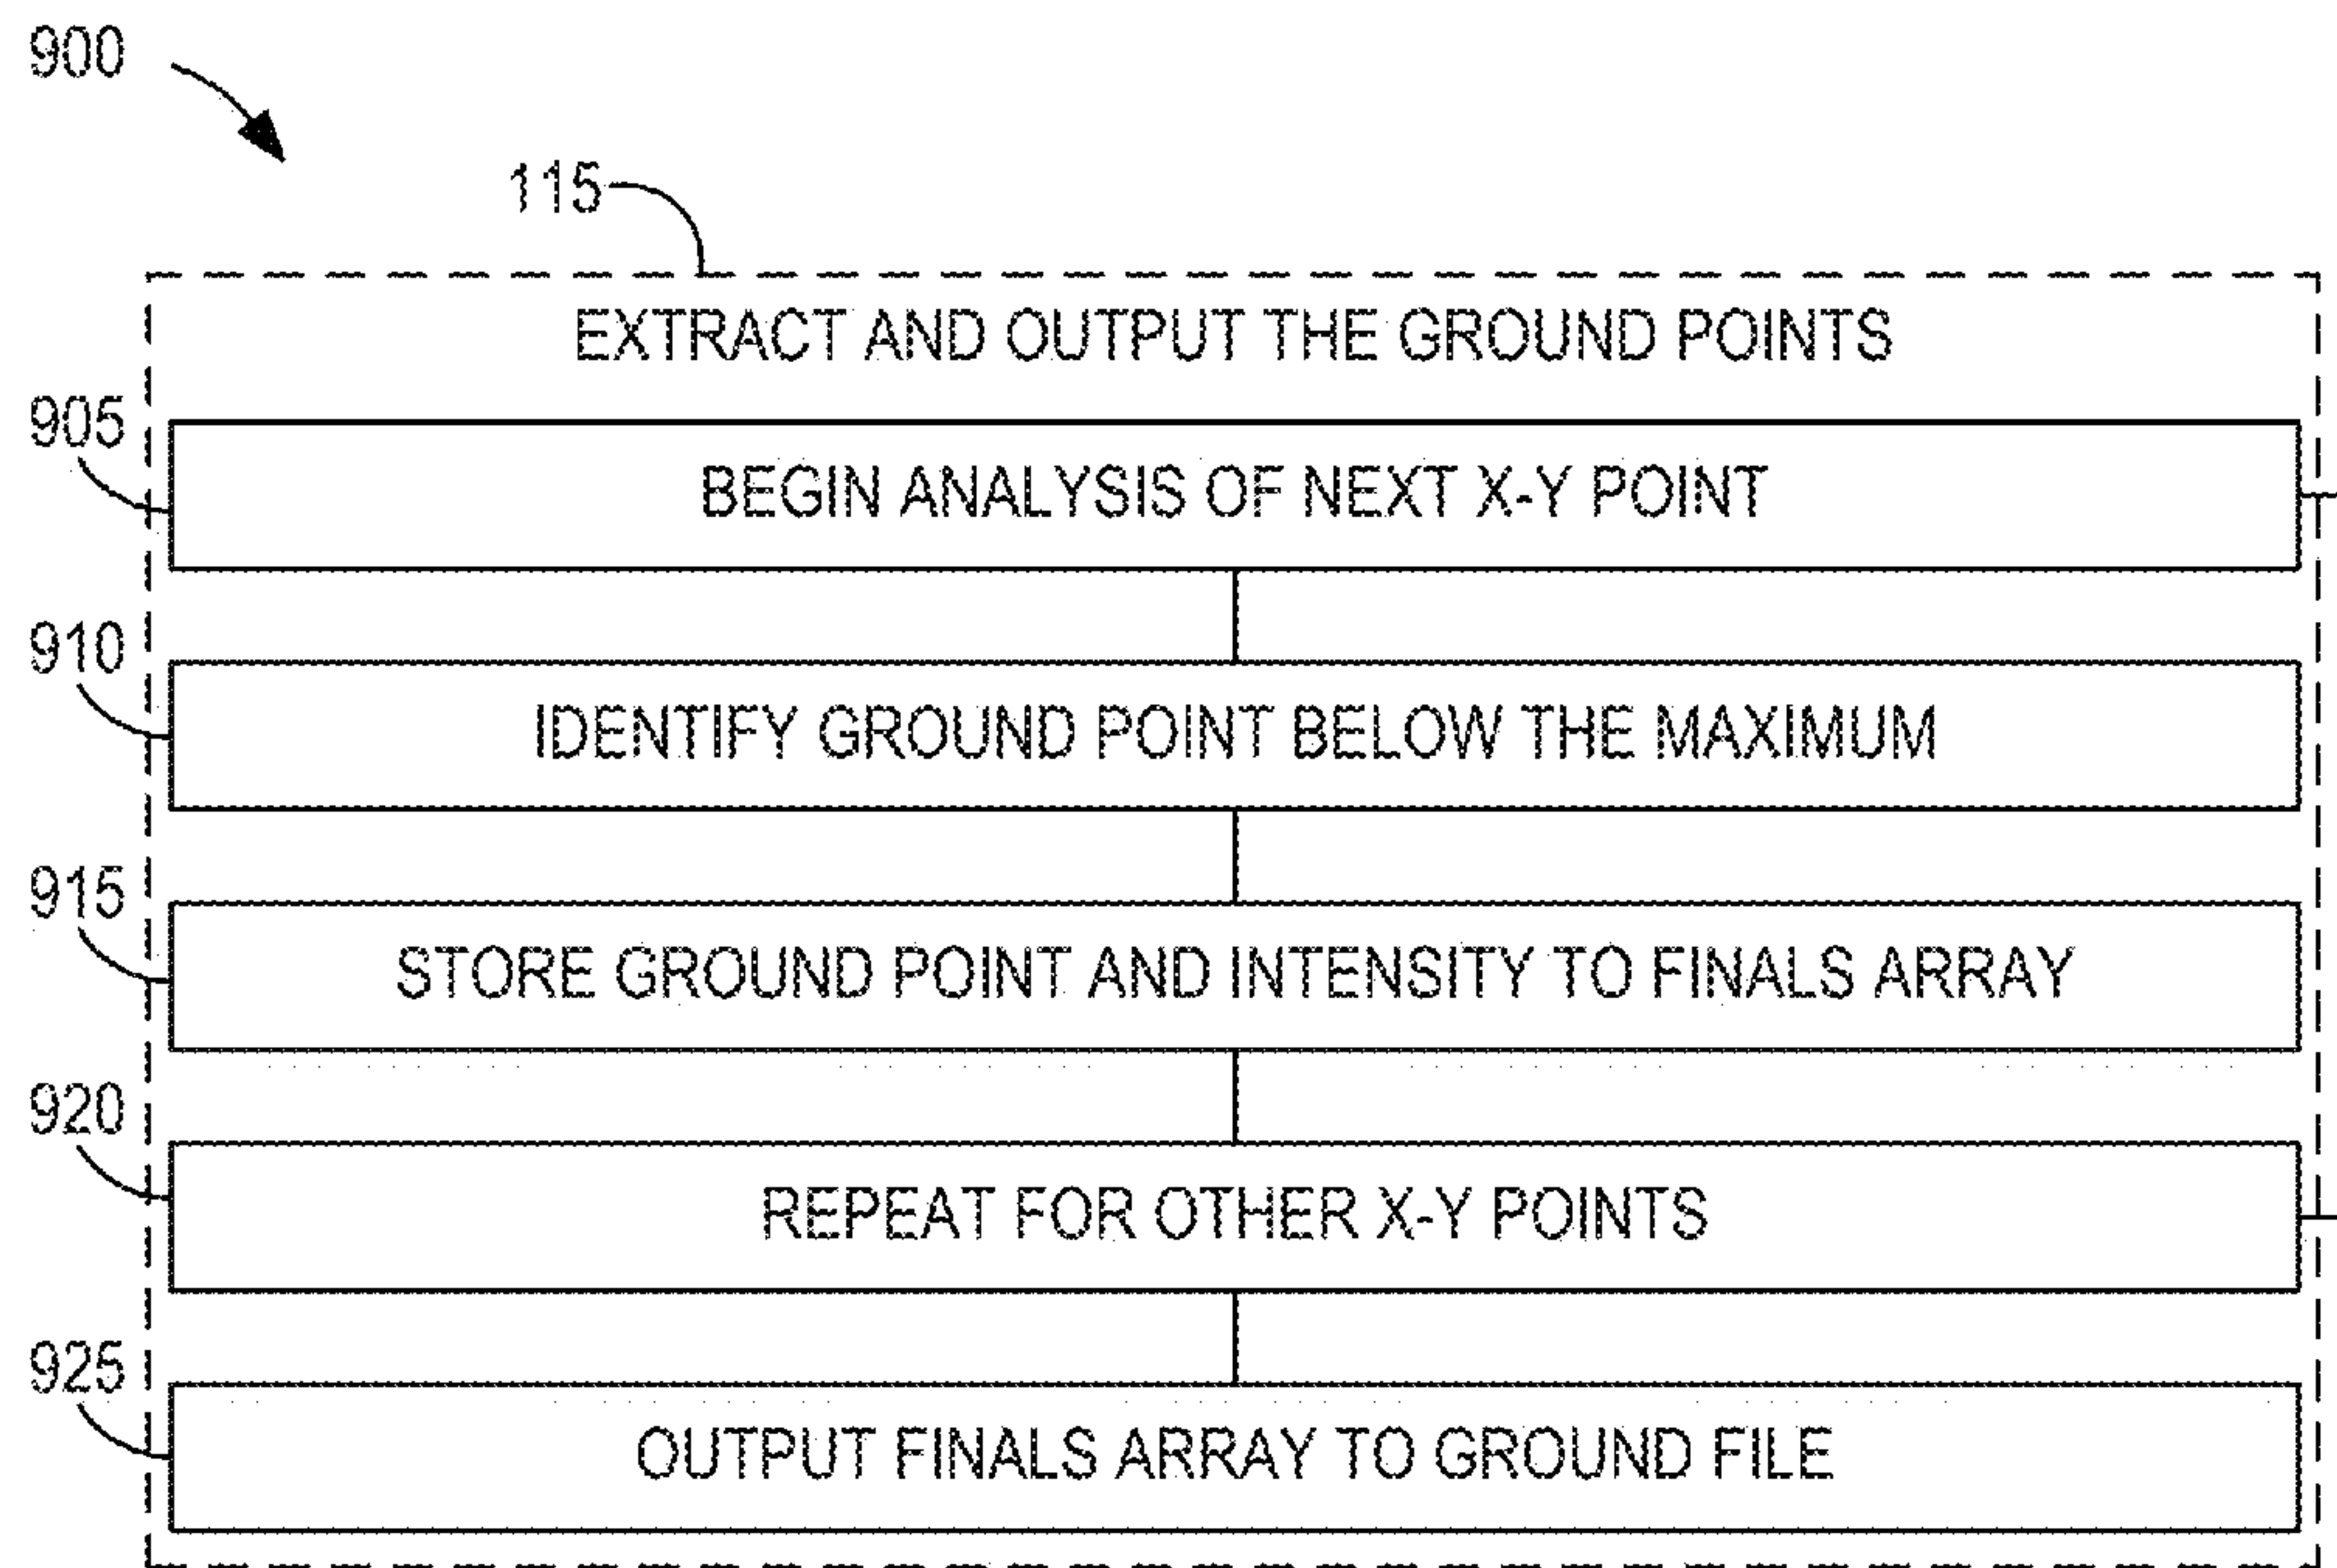 900
115
EXTRACT AND OUTPUT THE GROUND POINTS
905
BEGIN ANALYSIS OF NEXT X-Y POINT
910
IDENTIFY GROUND POINT BELOW THE MAXIMUM
915
STORE GROUND POINT AND INTENSITY TO FINALS ARRAY
920
REPEAT FOR OTHER X-Y POINTS
925
OUTPUT FINALS ARRAY TO GROUND FILE